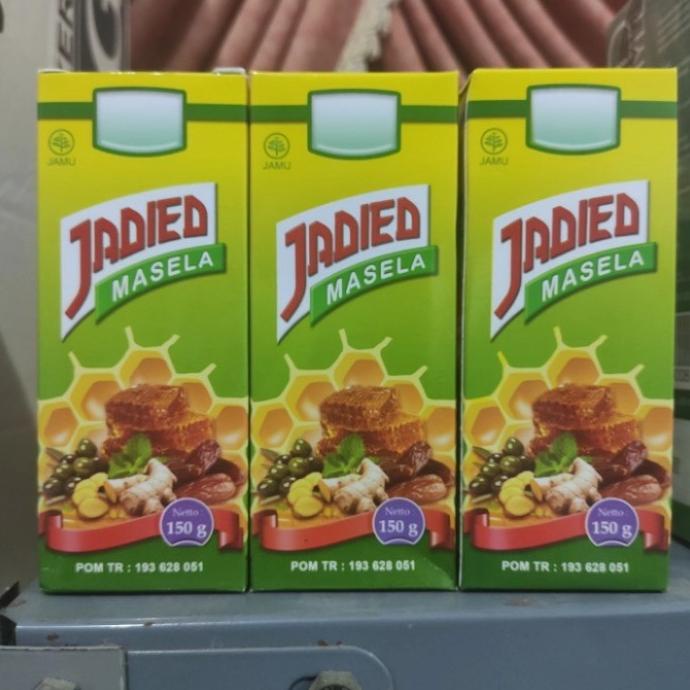 JAMU
JADIED
MASELA
Netto
150 g
POM TR : 193 628 051
JAMU
JADIED
MASELA
Netto
150 g
POM TR : 193 628 051
JAMU
JADIED
MASELA
Netto
150 g
POM TR : 193 628 051